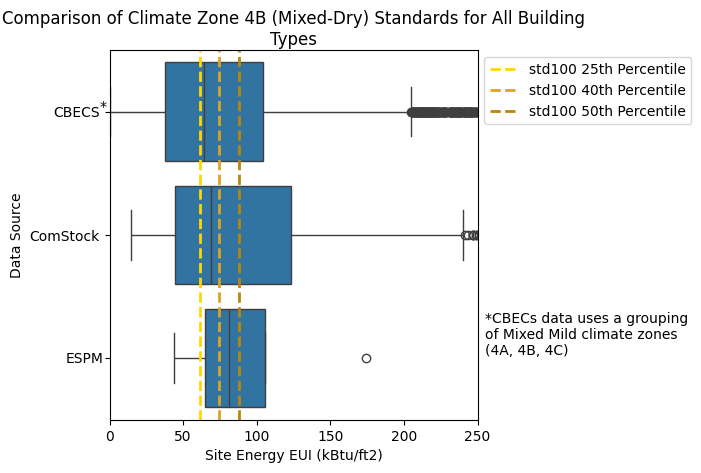 Comparison of Climate Zone 4B (Mixed-Dry) Standards for All Building
Types
std100 25th Percentile
std100 40th Percentile
std100 50th Percentile
CBECS*
ComStock
ESPM
Data Source
*CBECs data uses a grouping
of Mixed Mild climate zones
(4A, 4B, 4C)
0 50 100 150 200 250
Site Energy EUI (kBtu/ft2)